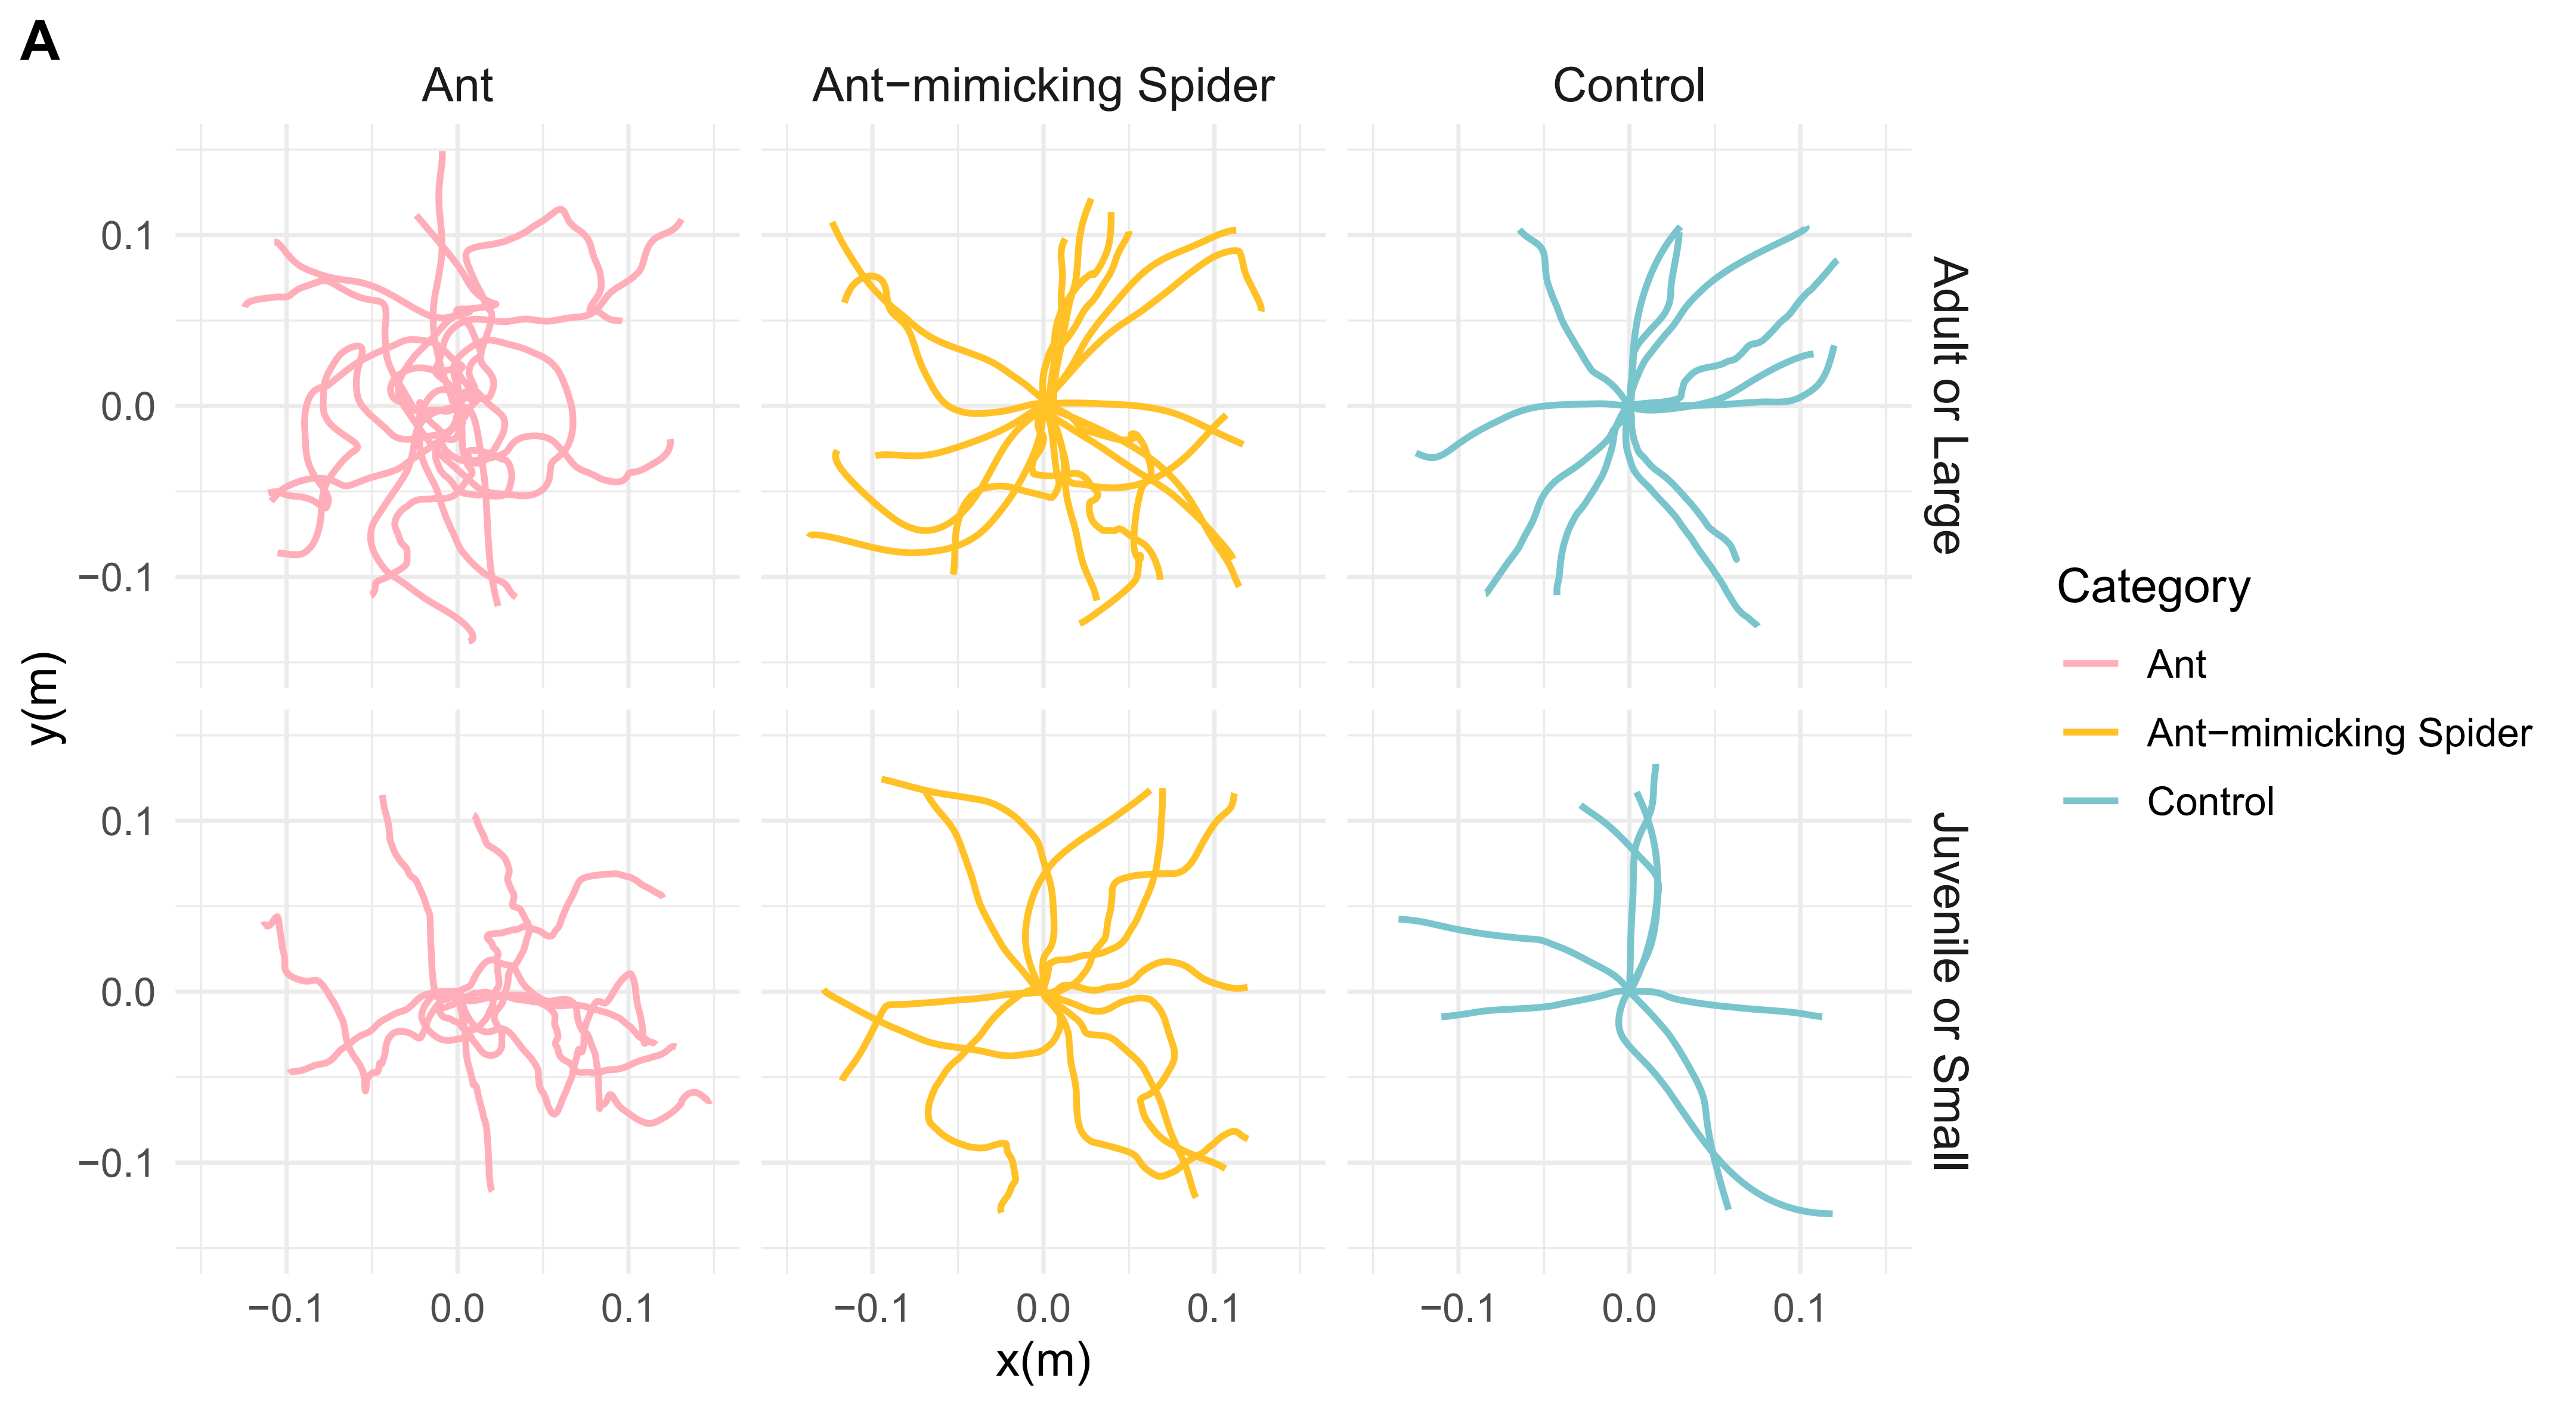 A
Ant
Ant−mimicking Spider
Control
0.1
0.0
−0.1
Adult or Large
y(m)
0.1
0.0
−0.1
Juvenile or Small
−0.1
0.0
0.1
−0.1
0.0
0.1
−0.1
0.0
0.1
x(m)
Category
Ant
Ant−mimicking Spider
Control